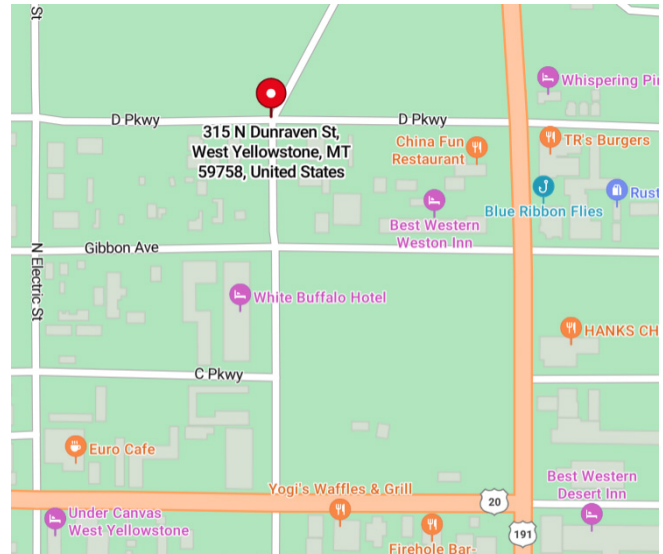 St
D Pkwy
D Pkwy
315 N Dunraven St,
West Yellowstone, MT
59758, United States
China Fun
Restaurant
TR's Burgers
Blue Ribbon Flies
Best Western
Weston Inn
Gibbon Ave
N Electric St
White Buffalo Hotel
HANKS CH
C Pkwy
Euro Cafe
Yogi's Waffles & Grill
20
Under Canvas
West Yellowstone
Firehole Bar-
191
Best Western
Desert Inn
Whispering Pin
Rust